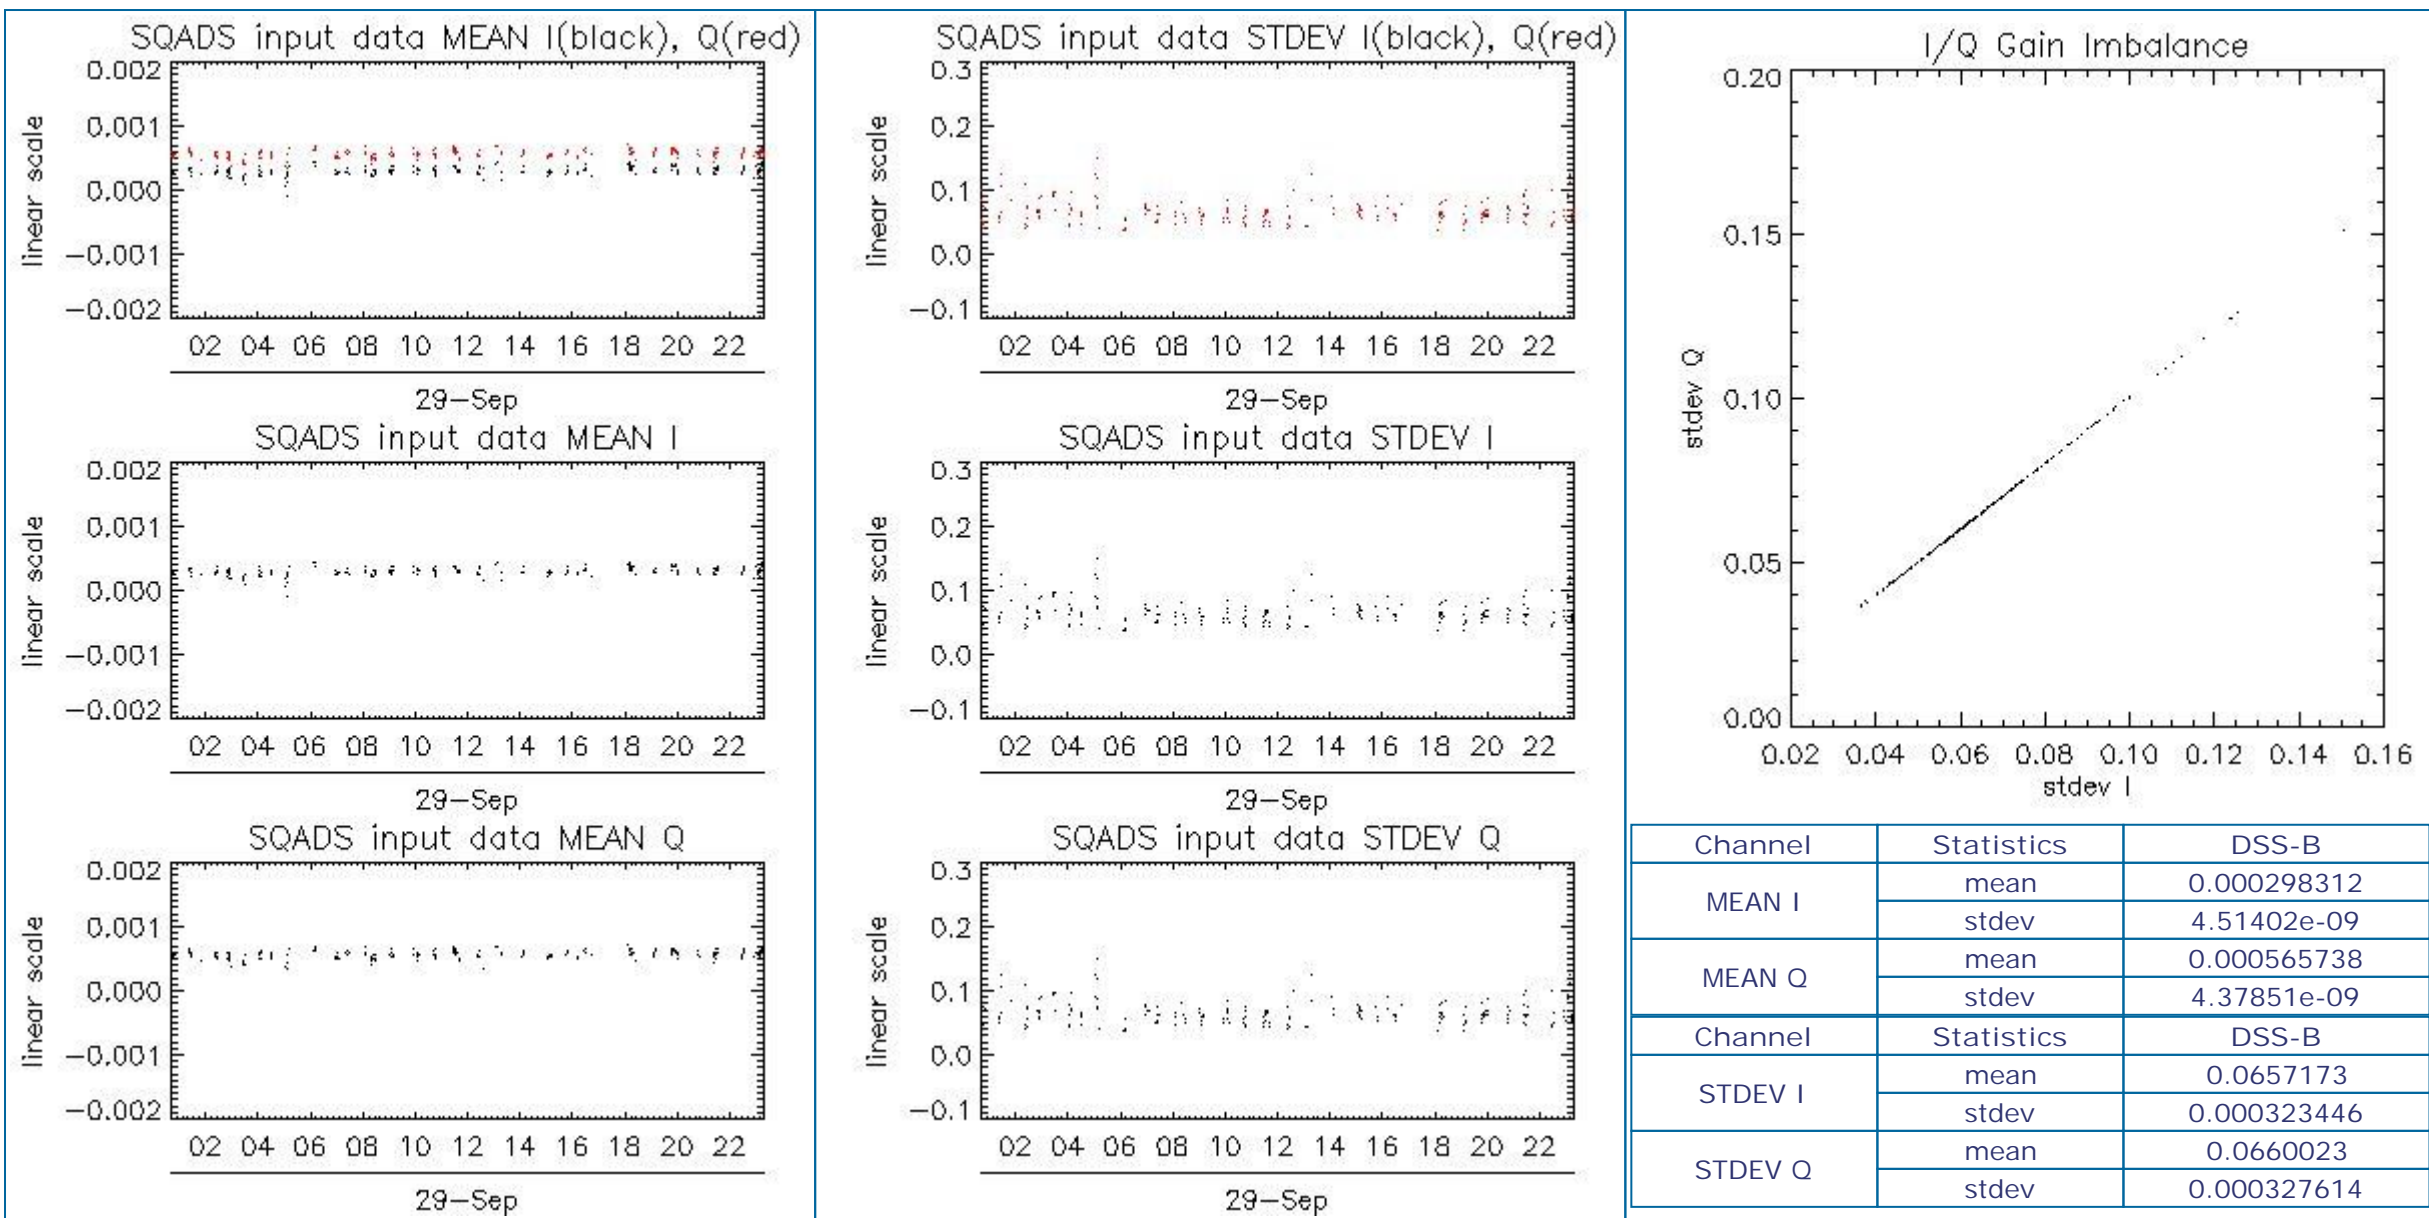 SQADS input data MEAN I(black), Q(red)
0.002
0.001
0.000
−0.001
−0.002
linear scale
02 04 06 08 10 12 14 16 18 20 22
29−Sep
SQADS input data MEAN I
0.002
0.001
0.000
−0.001
−0.002
linear scale
02 04 06 08 10 12 14 16 18 20 22
29−Sep
SQADS input data MEAN Q
0.002
0.001
0.000
−0.001
−0.002
linear scale
02 04 06 08 10 12 14 16 18 20 22
29−Sep
SQADS input data STDEV I(black), Q(red)
0.3
0.2
0.1
0.0
−0.1
linear scale
02 04 06 08 10 12 14 16 18 20 22
29−Sep
SQADS input data STDEV I
0.3
0.2
0.1
0.0
−0.1
linear scale
02 04 06 08 10 12 14 16 18 20 22
29−Sep
SQADS input data STDEV Q
0.3
0.2
0.1
0.0
−0.1
linear scale
02 04 06 08 10 12 14 16 18 20 22
29−Sep
I/Q Gain Imbalance
0.20
0.15
0.10
0.05
0.00
stdev Q
0.02 0.04 0.06 0.08 0.10 0.12 0.14 0.16
stdev I
Channel Statistics DSS-B
MEAN I mean 0.000298312
stdev 4.51402e-09
MEAN Q mean 0.000565738
stdev 4.37851e-09
Channel Statistics DSS-B
STDEV I mean 0.0657173
stdev 0.000323446
STDEV Q mean 0.0660023
stdev 0.000327614